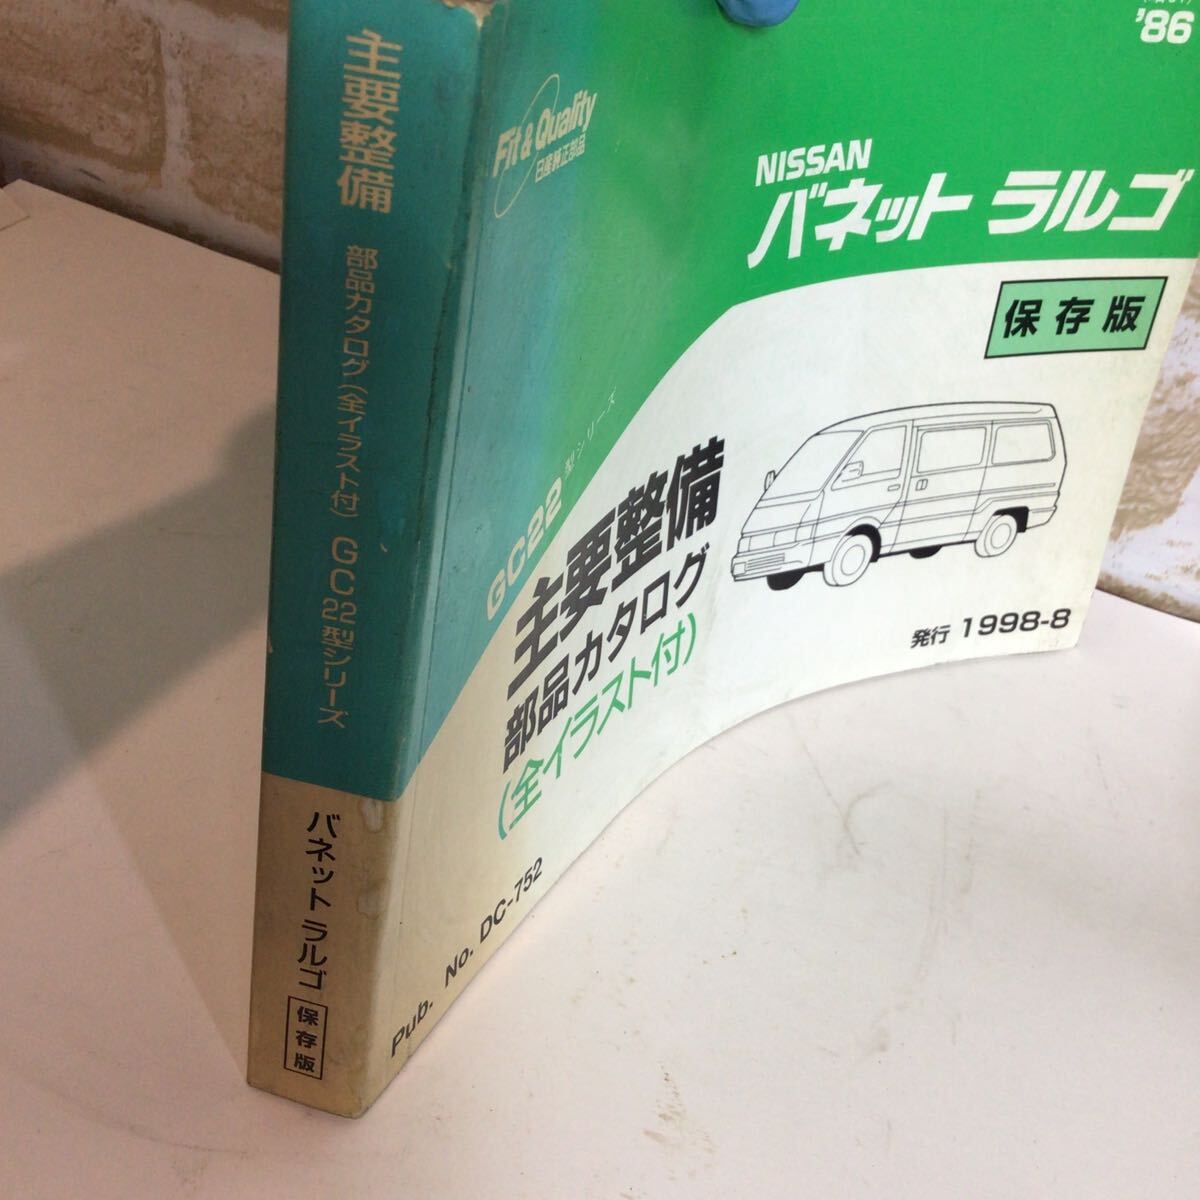 主要整備
部品カタログ(全イラスト付) GC22型シリーズ
バネット ラルゴ
保存版
Fit & Quality
日産純正部品
'86
NISSAN
バネット ラルゴ
保存版
GC22型シリーズ
主要整備
部品カタログ
(全イラスト付)
発行 1998-8
Pub. No. DC-752